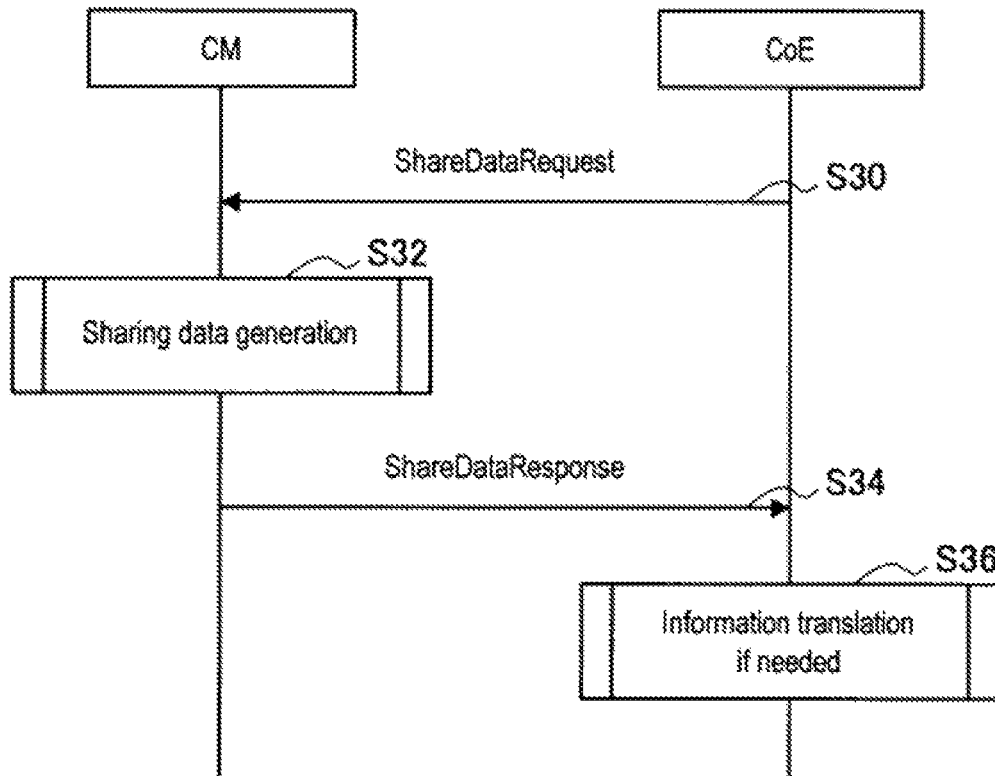 CM
CoE
ShareDataRequest
S30
S32
Sharing data generation
ShareDataResponse
S34
S36
Information translation
if needed